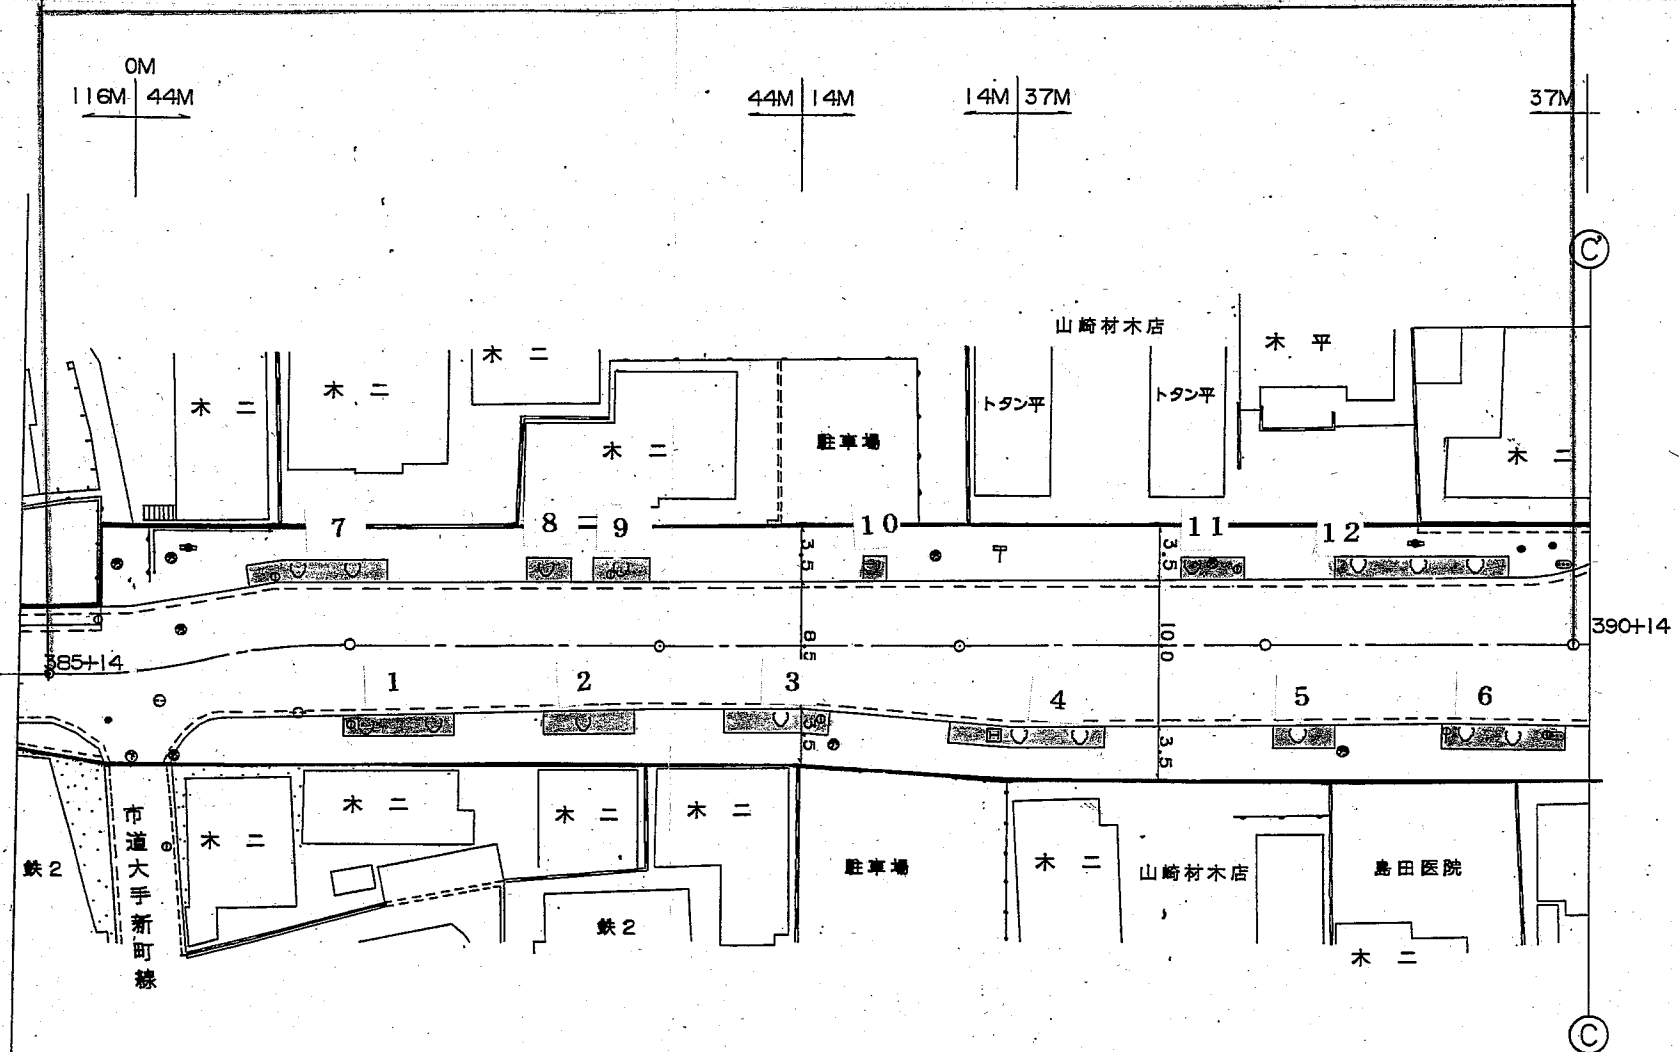 0M
116M 44M
44M 14M
14M 37M
37M
C'
山崎材木店
木 平
木 二
木 二
木 二
トタン平
トタン平
駐車場
木 二
木 二
7
8 = 9
10
11
12
3.5
3.5
390+14
8.5
10.0
385+14
1
2
3
4
5
6
3.5
3.5
市道大手新町線
木 二
木 二
木 二
木 二
鉄2
駐車場
木 二
山崎材木店
島田医院
鉄2
木 二
C